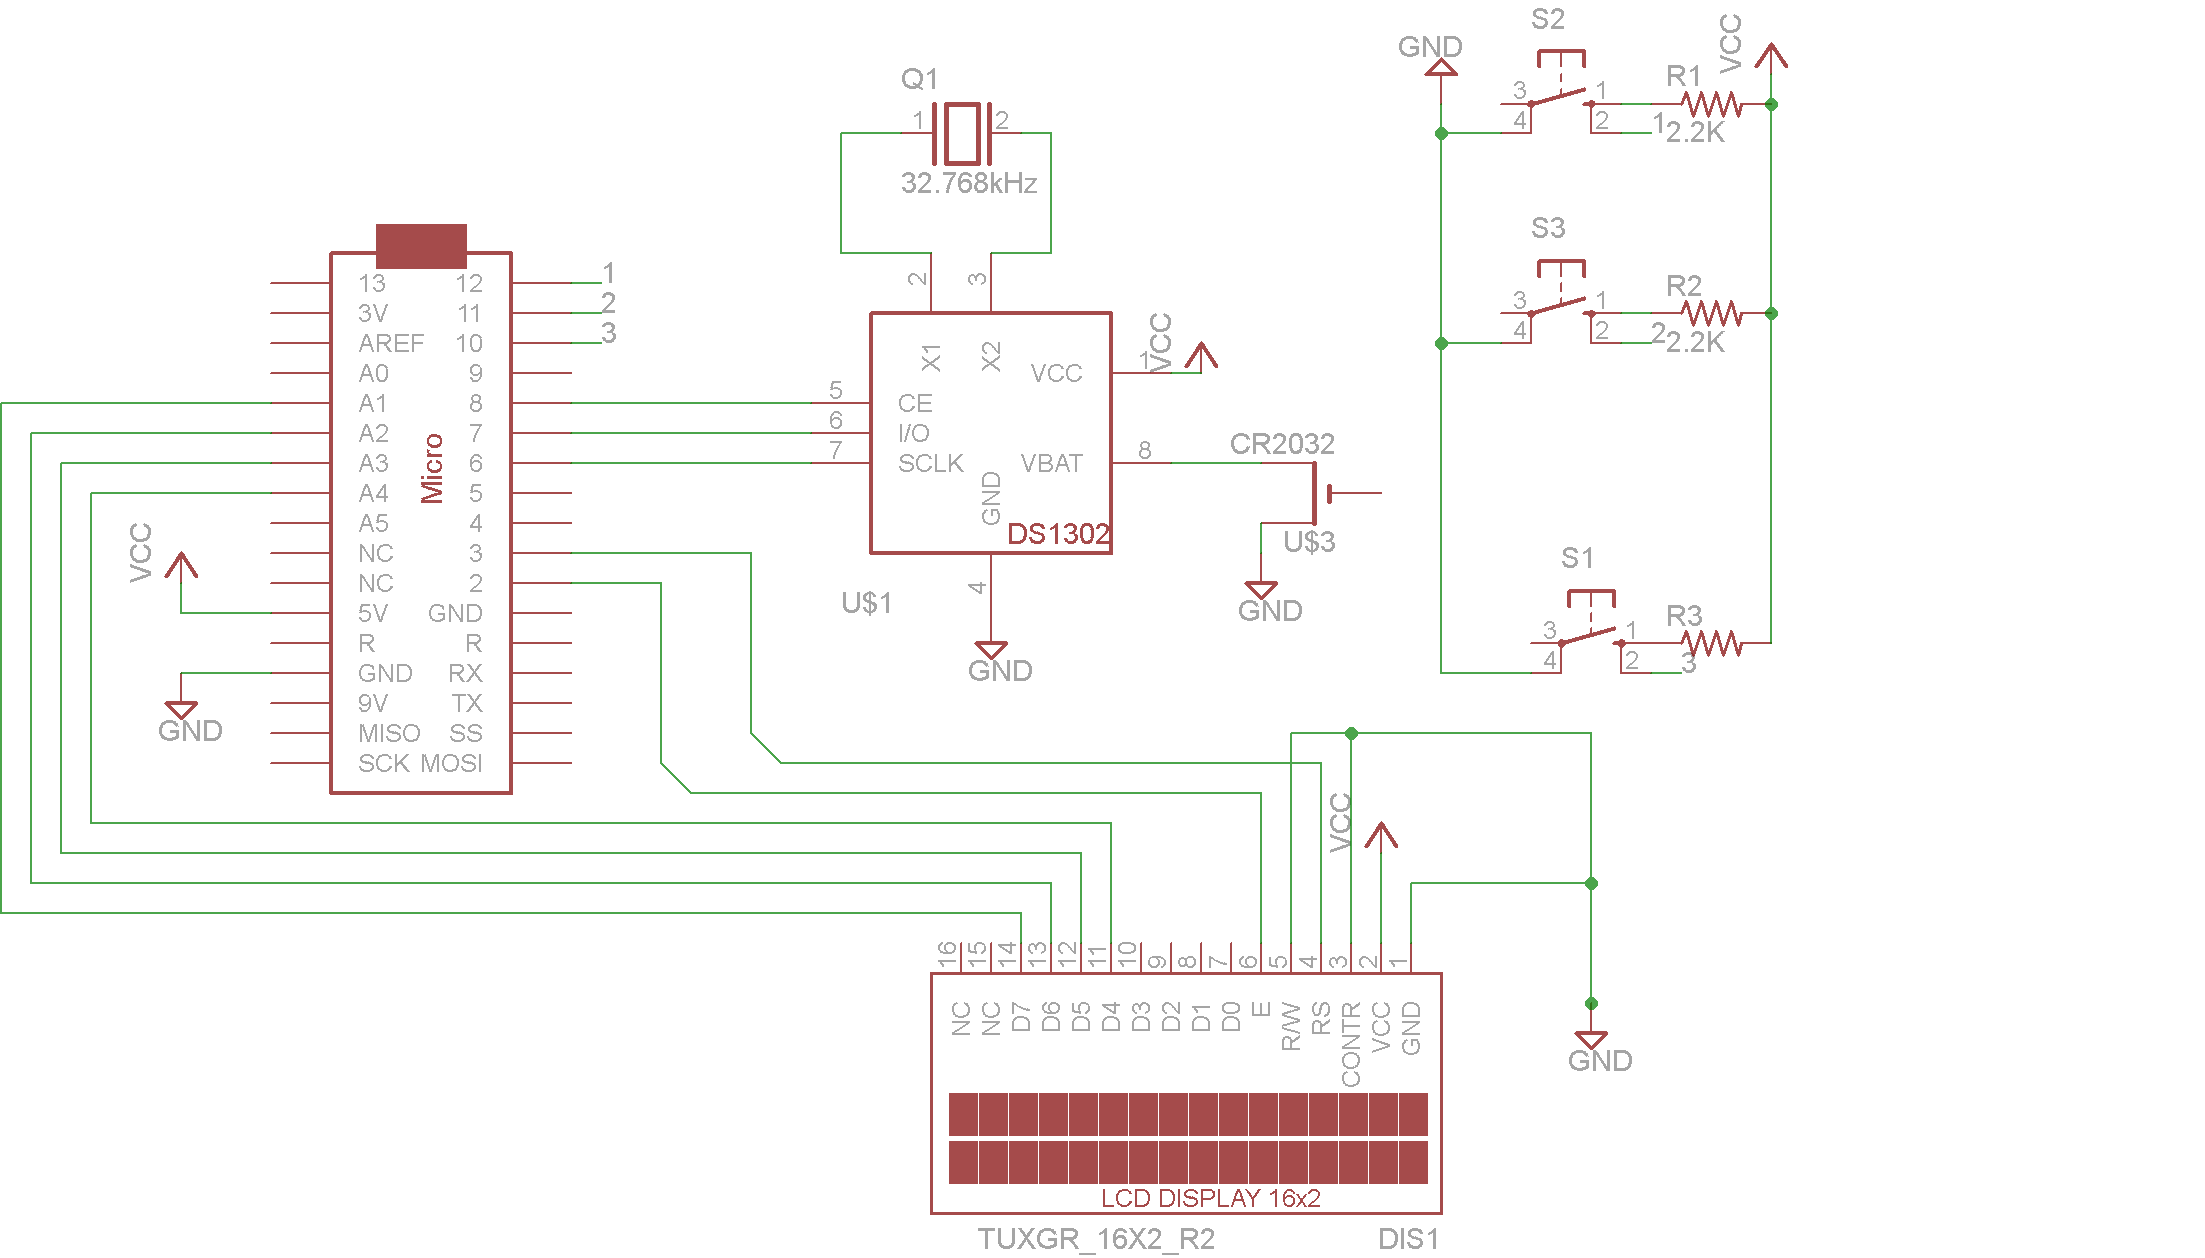 S2
GND
VCC
3
1
R1
4
2
1
2.2K
Q1
1
2
32.768kHz
S3
3
1
R2
4
2
2
2.2K
13
12
1
3V
11
2
AREF
10
3
A0
9
A1
8
A2
7
A3
6
A4
5
A5
4
NC
3
NC
2
5V
GND
R
R
GND
RX
9V
TX
MISO
SS
SCK
MOSI
Micro
VCC
GND
2
3
X1
X2
VCC
1
VCC
5
CE
6
I/O
7
SCLK
VBAT
8
GND
DS1302
4
U$1
GND
CR2032
U$3
GND
S1
3
1
R3
4
2
3
VCC
16
15
14
13
12
11
10
9
8
7
6
5
4
3
2
1
NC
NC
D7
D6
D5
D4
D3
D2
D1
D0
E
R/W
RS
CONTR
VCC
GND
GND
LCD DISPLAY 16x2
TUXGR_16X2_R2
DIS1